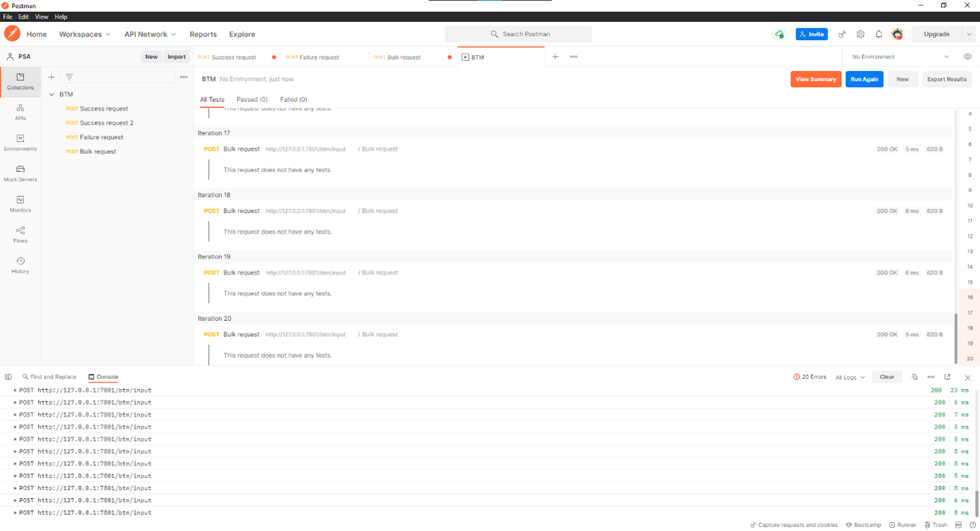 Postman
File Edit View Help
Home Workspaces API Network Reports Explore Search Postman Invite Upgrade
PSA New Import POST Success request POST Failure request POST Bulk request BTM No Environment
Collections
APIs
Environments
Mock Servers
Monitors
Flows
History
BTM
POST Success request
POST Success request 2
POST Failure request
POST Bulk request
BTM No Environment, just now View Summary Run Again New Export Results
All Tests Passed (0) Failed (0)
This request does not have any tests.
Iteration 17
POST Bulk request http://127.0.0.1:7801/btm/input / Bulk request 200 OK 5 ms 620 B
This request does not have any tests.
Iteration 18
POST Bulk request http://127.0.0.1:7801/btm/input / Bulk request 200 OK 6 ms 620 B
This request does not have any tests.
Iteration 19
POST Bulk request http://127.0.0.1:7801/btm/input / Bulk request 200 OK 6 ms 620 B
This request does not have any tests.
Iteration 20
POST Bulk request http://127.0.0.1:7801/btm/input / Bulk request 200 OK 5 ms 620 B
This request does not have any tests.
4
5
6
7
8
9
10
11
12
13
14
15
16
17
18
19
20
Find and Replace Console 20 Errors All Logs Clear
POST http://127.0.0.1:7801/btm/input 200 23 ms
POST http://127.0.0.1:7801/btm/input 200 5 ms
POST http://127.0.0.1:7801/btm/input 200 7 ms
POST http://127.0.0.1:7801/btm/input 200 5 ms
POST http://127.0.0.1:7801/btm/input 200 5 ms
POST http://127.0.0.1:7801/btm/input 200 8 ms
POST http://127.0.0.1:7801/btm/input 200 8 ms
POST http://127.0.0.1:7801/btm/input 200 5 ms
POST http://127.0.0.1:7801/btm/input 200 8 ms
POST http://127.0.0.1:7801/btm/input 200 6 ms
POST http://127.0.0.1:7801/btm/input 200 5 ms
Capture requests and cookies Bootcamp Runner Trash